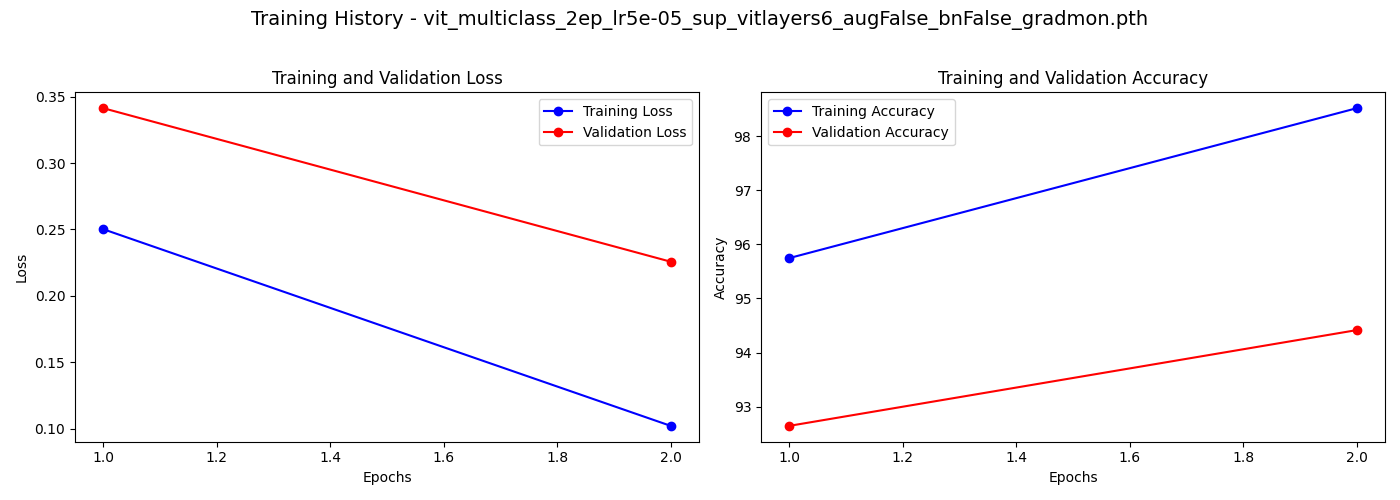 Training History - vit_multiclass_2ep_lr5e-05_sup_vitlayers6_augFalse_bnFalse_gradmon.pth
Training and Validation Loss
Training Loss
Validation Loss
0.35
0.30
0.25
0.20
0.15
0.10
Loss
1.0 1.2 1.4 1.6 1.8 2.0
Epochs
Training and Validation Accuracy
Training Accuracy
Validation Accuracy
98
97
96
95
94
93
Accuracy
1.0 1.2 1.4 1.6 1.8 2.0
Epochs